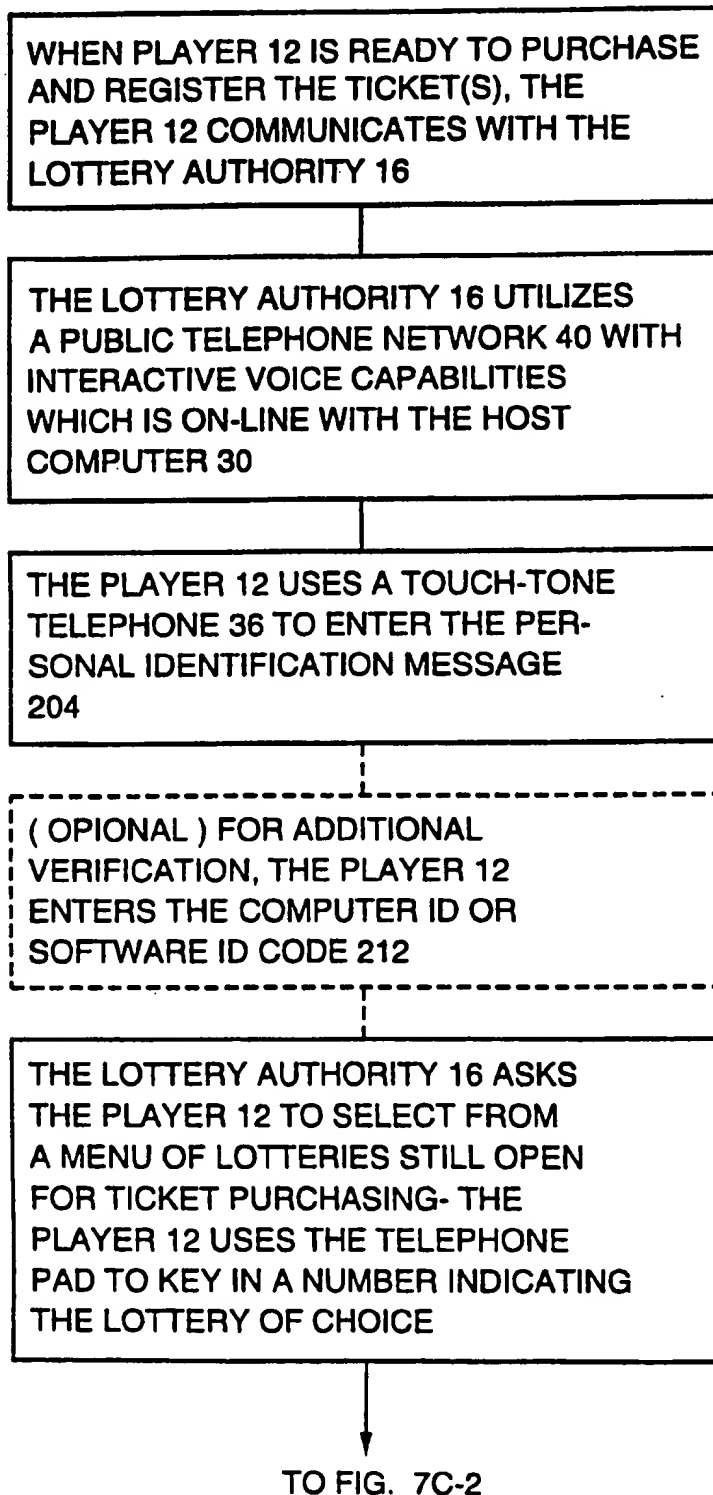 WHEN PLAYER 12 IS READY TO PURCHASE
AND REGISTER THE TICKET(S), THE
PLAYER 12 COMMUNICATES WITH THE
LOTTERY AUTHORITY 16
THE LOTTERY AUTHORITY 16 UTILIZES
A PUBLIC TELEPHONE NETWORK 40 WITH
INTERACTIVE VOICE CAPABILITIES
WHICH IS ON-LINE WITH THE HOST
COMPUTER 30
THE PLAYER 12 USES A TOUCH-TONE
TELEPHONE 36 TO ENTER THE PER-
SONAL IDENTIFICATION MESSAGE
204
( OPIONAL ) FOR ADDITIONAL
VERIFICATION, THE PLAYER 12
ENTERS THE COMPUTER ID OR
SOFTWARE ID CODE 212
THE LOTTERY AUTHORITY 16 ASKS
THE PLAYER 12 TO SELECT FROM
A MENU OF LOTTERIES STILL OPEN
FOR TICKET PURCHASING- THE
PLAYER 12 USES THE TELEPHONE
PAD TO KEY IN A NUMBER INDICATING
THE LOTTERY OF CHOICE
TO FIG. 7C-2